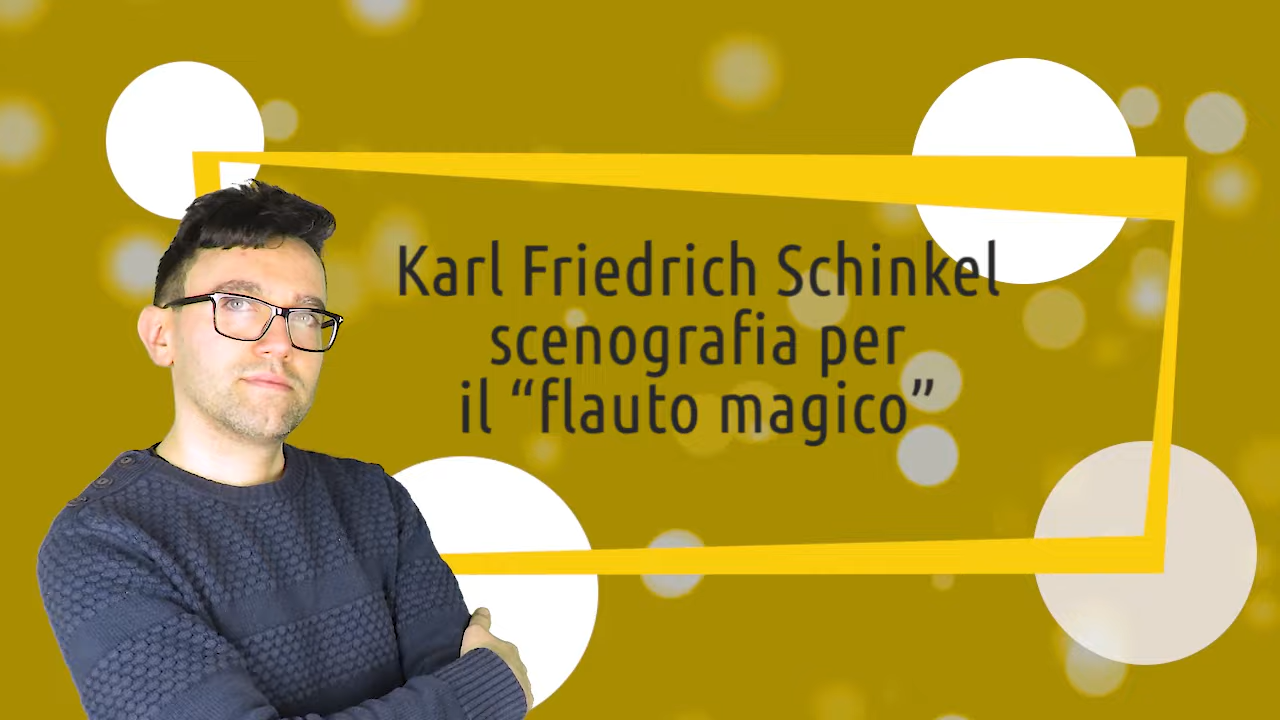 Karl Friedrich Schinkel
scenografia per
il “flauto magico”